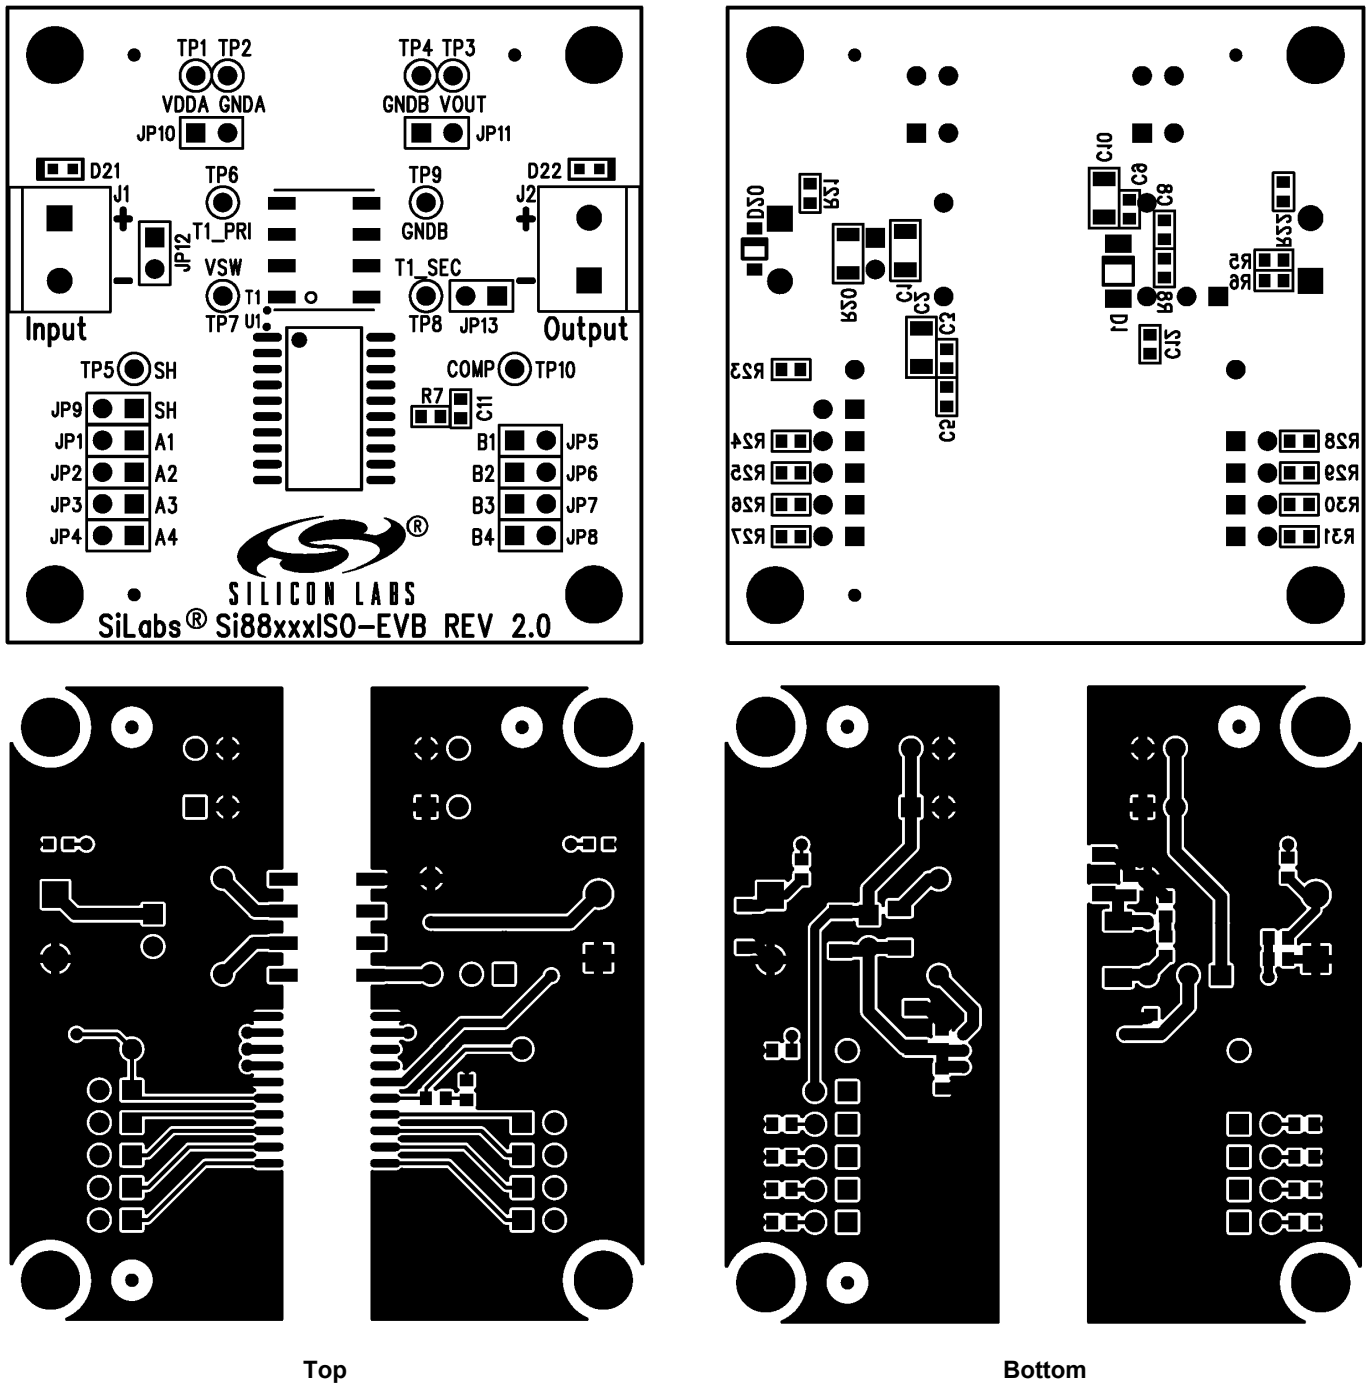 TP1 TP2
VDDA GNDA
JP10
TP4 TP3
GNDB VOUT
JP11
D21
D22
J1
+
-
JP12
Input
TP6
T1_PRI
VSW
TP7
T1
U1
TP9
GNDB
T1_SEC
TP8
JP13
J2
+
-
Output
TP5 SH
JP9 SH
JP1 A1
JP2 A2
JP3 A3
JP4 A4
COMP TP10
R7
C11
B1 JP5
B2 JP6
B3 JP7
B4 JP8
®
SILICON LABS
SiLabs® Si88xxxISO-EVB REV 2.0
D20
R21
R20
C1
C2
C3
C5
R23
R24
R25
R26
R27
C10
C9
C8
R8
D1
C12
R22
R5
R6
R28
R29
R30
R31
Top
Bottom